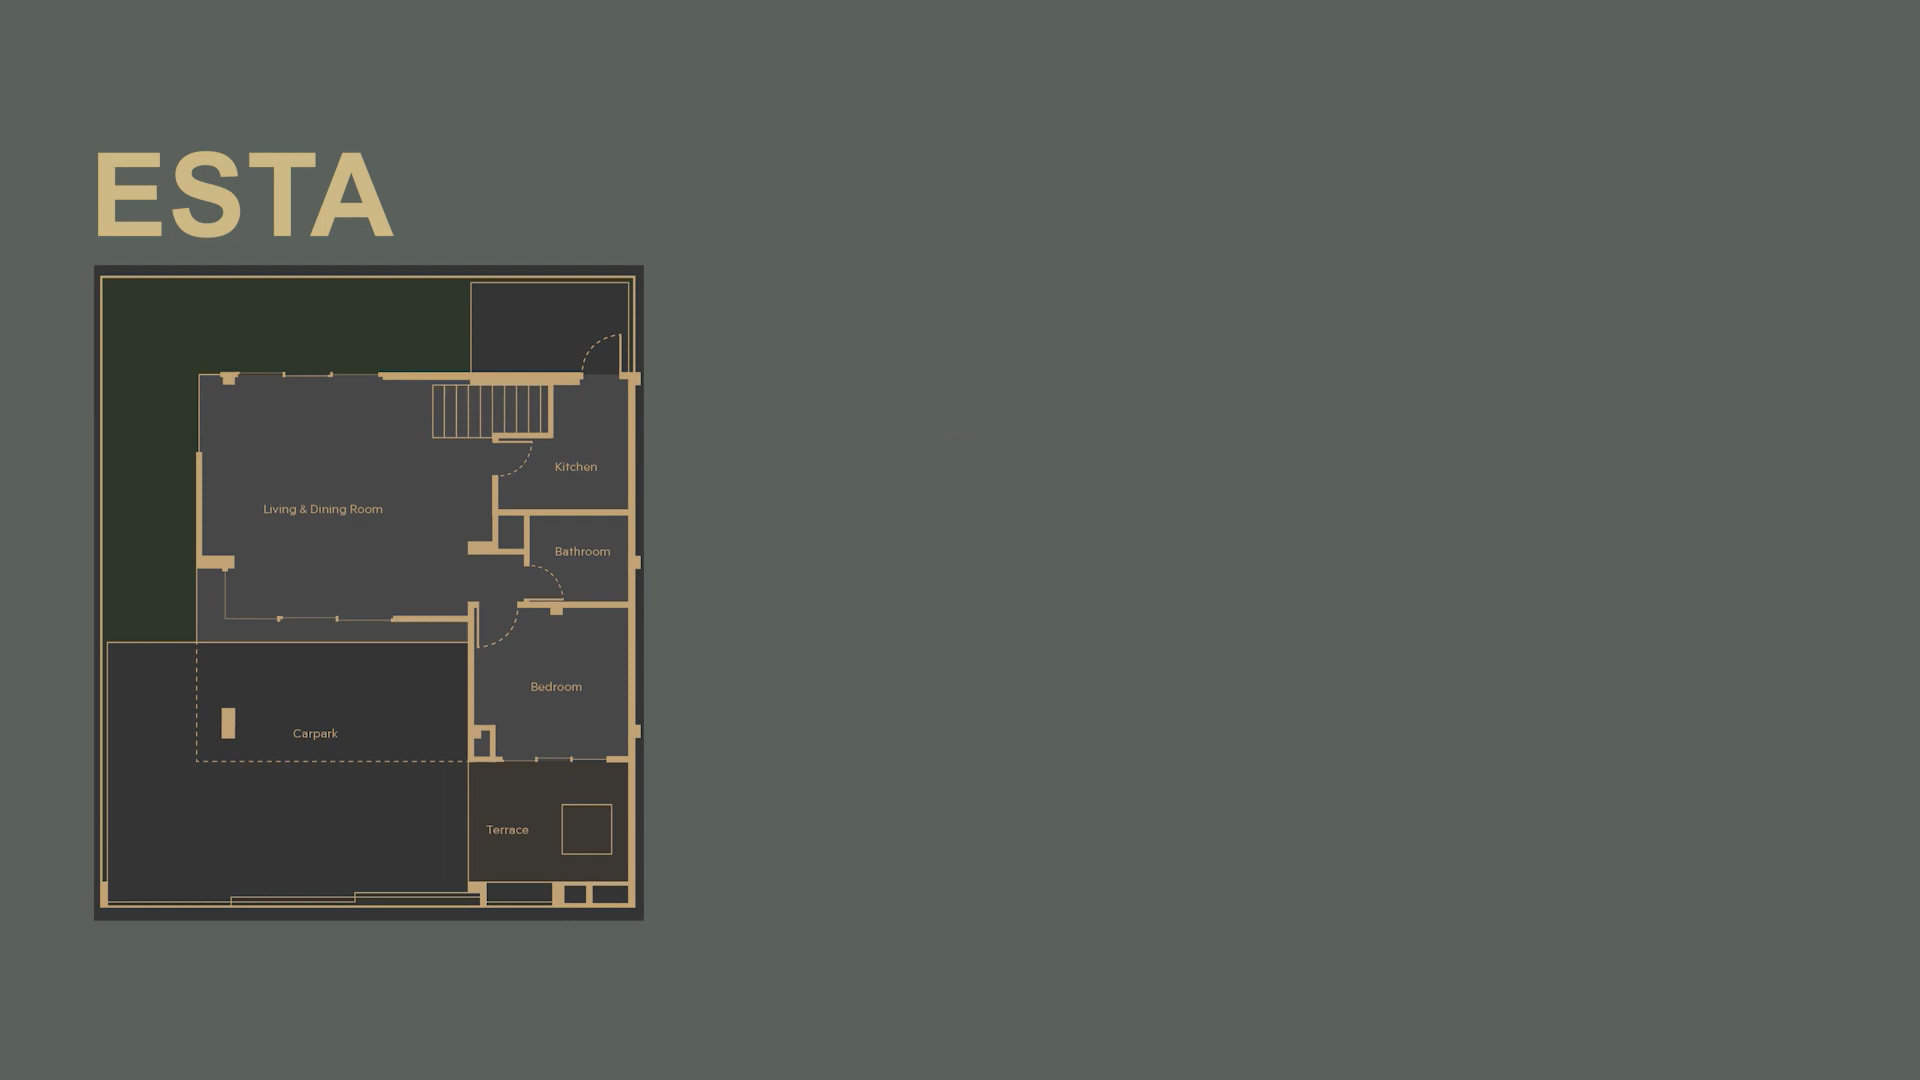 ESTA
Kitchen
Living & Dining Room
Bathroom
Bedroom
Carpark
Terrace